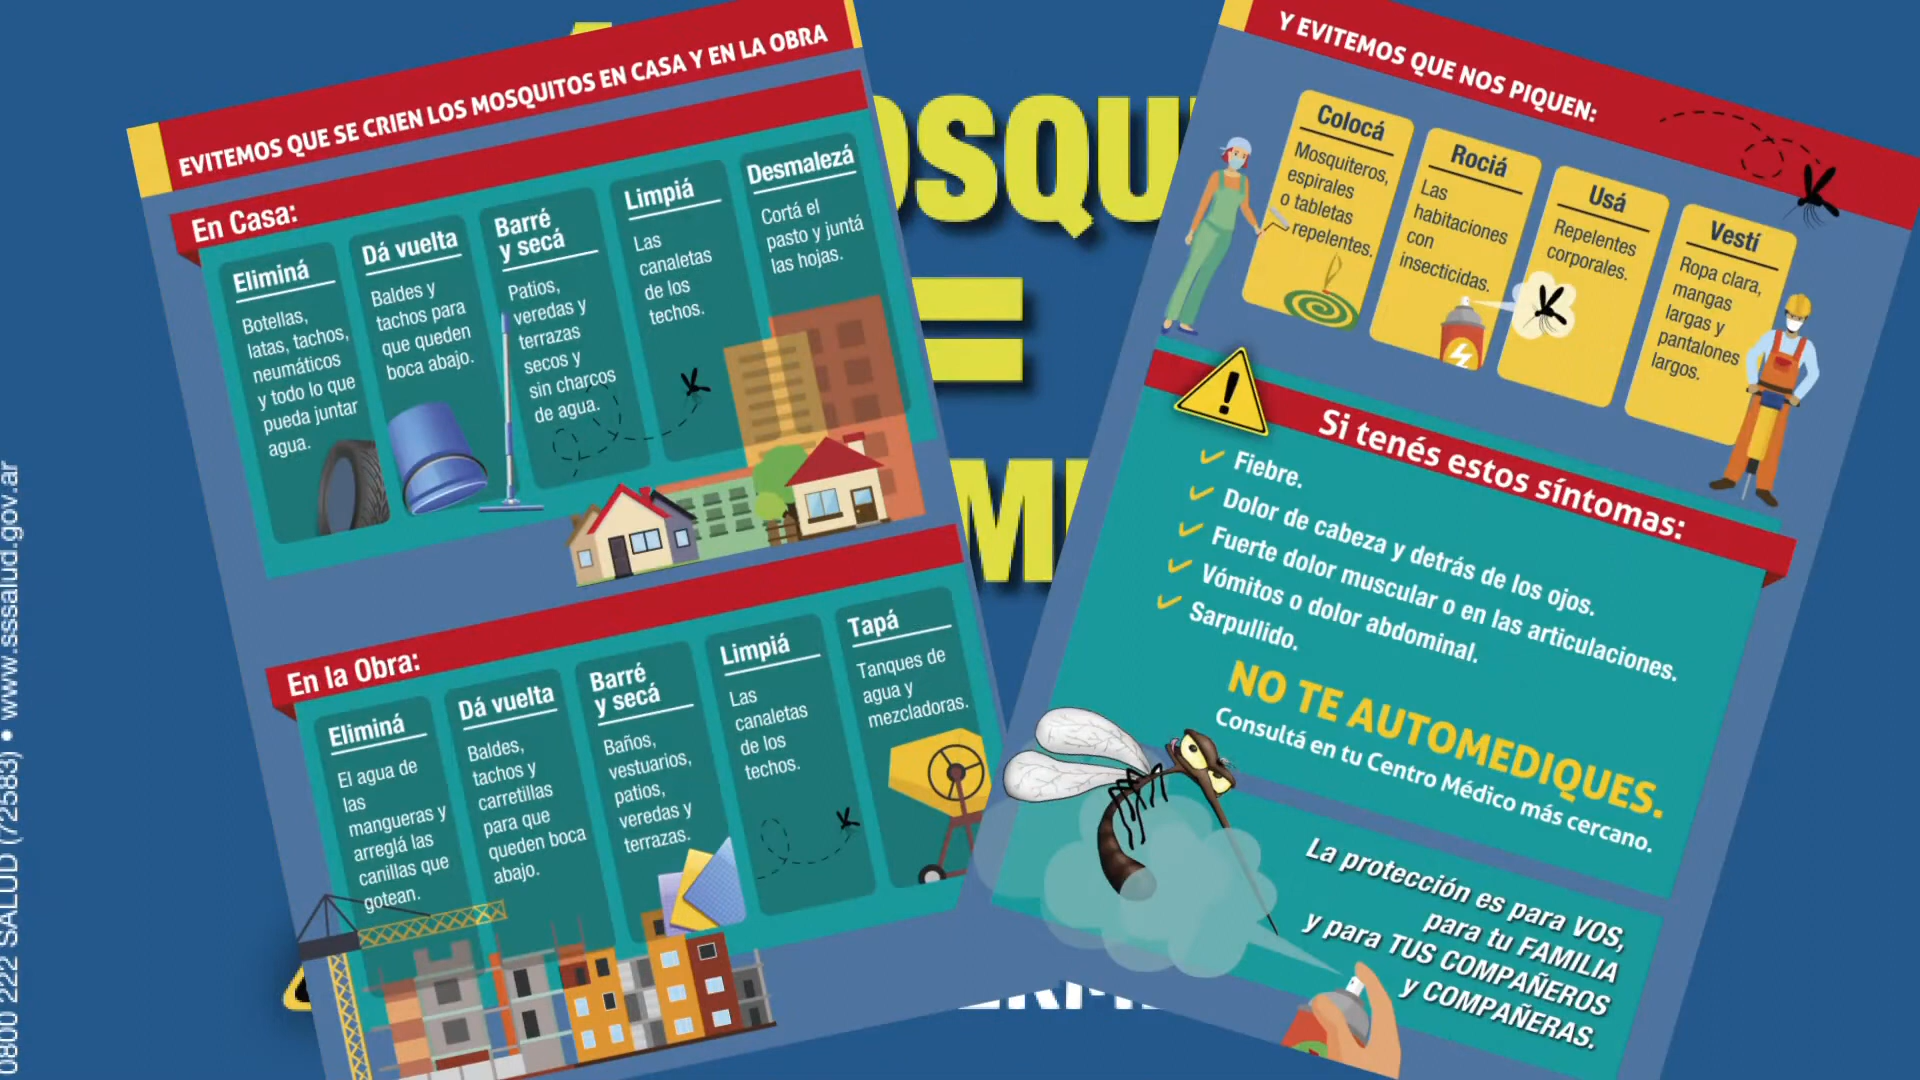 EVITEMOS QUE SE CRIEN LOS MOSQUITOS EN CASA Y EN LA OBRA
En Casa:
Eliminá
Botellas,
latas, tachos,
neumáticos
y todo lo que
pueda juntar
agua.
Dá vuelta
Baldes y
tachos para
que queden
boca abajo.
Barré
y secá
Patios,
veredas y
terrazas
secos y
sin charcos
de agua.
Limpiá
Las
canaletas
de los
techos.
Desmalezá
Cortá el
pasto y juntá
las hojas.
En la Obra:
Eliminá
El agua de
las
mangueras y
arreglá las
canillas que
gotean.
Dá vuelta
Baldes,
tachos y
carretillas
para que
queden boca
abajo.
Barré
y secá
Baños,
vestuarios,
patios,
veredas y
terrazas.
Limpiá
Las
canaletas
de los
techos.
Tapá
Tanques de
agua y
mezcladoras.
OSQU
=
M
Y EVITEMOS QUE NOS PIQUEN:
Colocá
Mosquiteros,
espirales
o tabletas
repelentes.
Rociá
Las
habitaciones
con
insecticidas.
Usá
Repelentes
corporales.
Vestí
Ropa clara,
mangas
largas y
pantalones
largos.
Si tenés estos síntomas:
Fiebre.
Dolor de cabeza y detrás de los ojos.
Fuerte dolor muscular o en las articulaciones.
Vómitos o dolor abdominal.
Sarpullido.
NO TE AUTOMEDIQUES.
Consultá en tu Centro Médico más cercano.
La protección es para VOS,
para tu FAMILIA
y para TUS COMPAÑEROS
y COMPAÑERAS.
0800 222 SALUD (72583) • www.sssalud.gov.ar